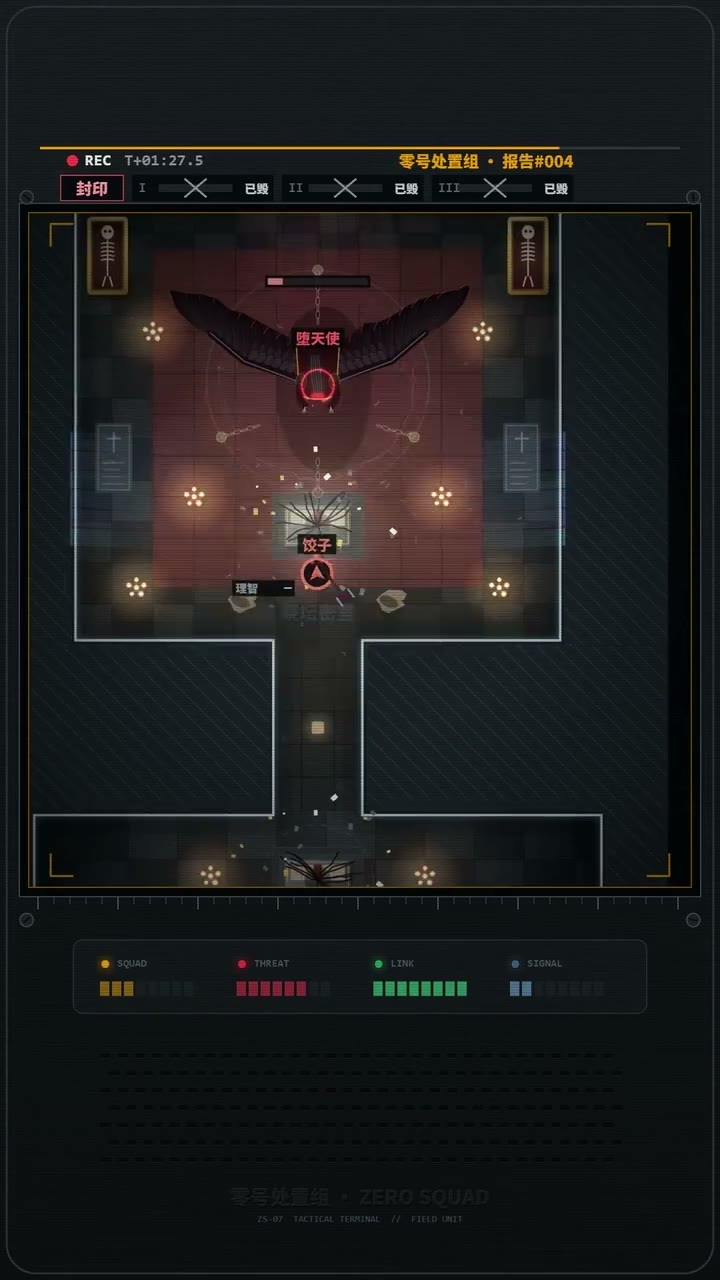 REC T+01:27.5 零号处置组 · 报告#004
封印 I 已毁 II 已毁 III 已毁
堕天使
饺子
理智
SQUAD THREAT LINK SIGNAL
零号处置组 · ZERO SQUAD
ZS-07 TACTICAL TERMINAL // FIELD UNIT